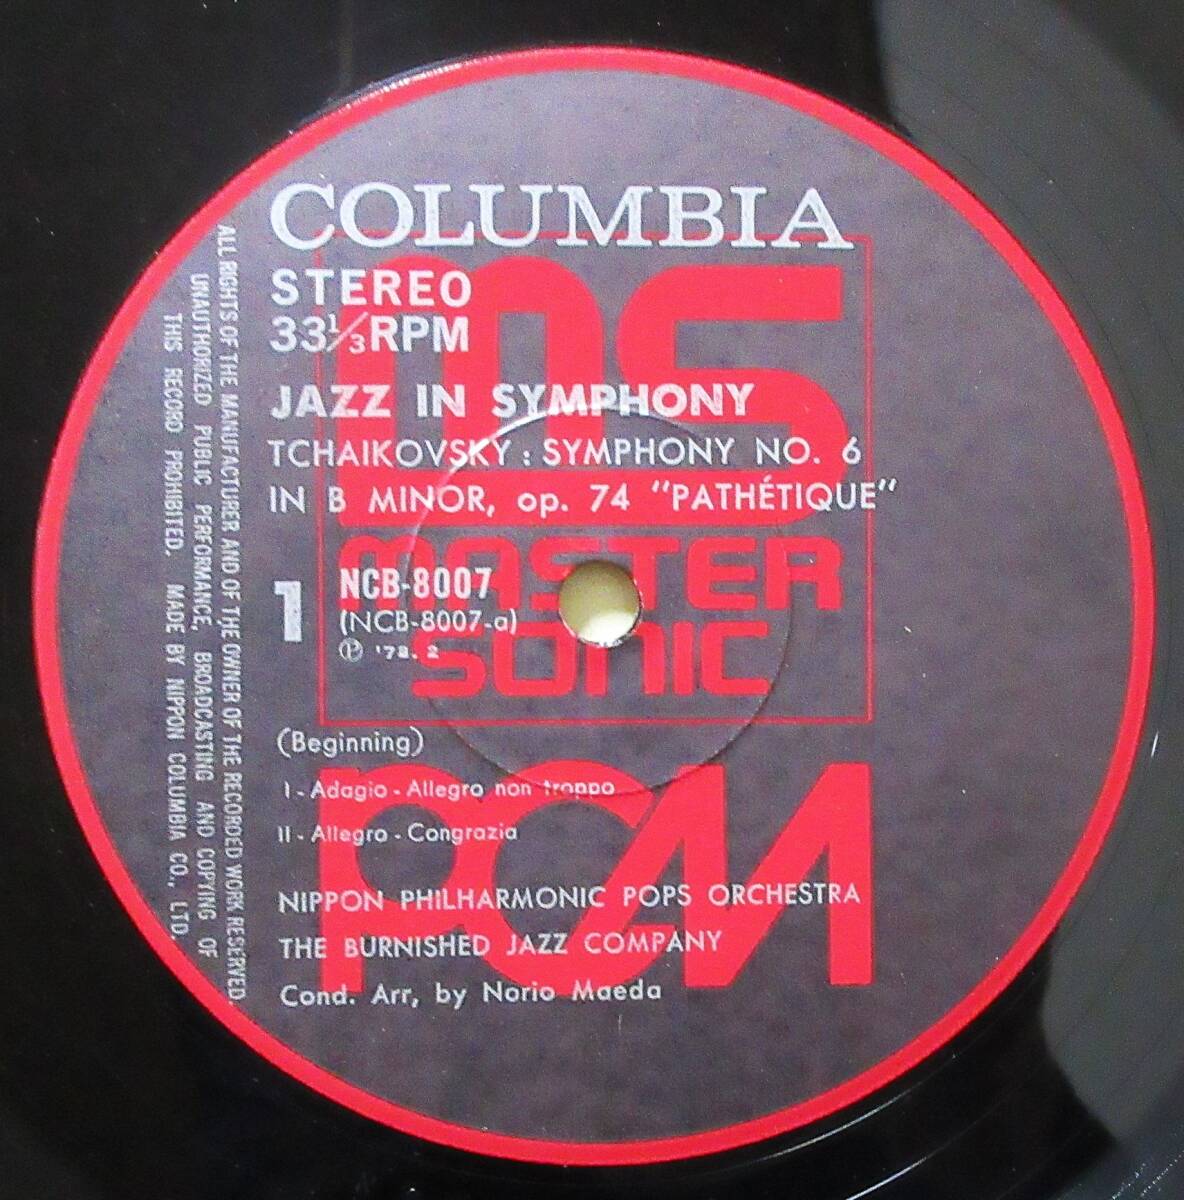 COLUMBIA
STEREO
33 1/3 RPM
JAZZ IN SYMPHONY
TCHAIKOVSKY : SYMPHONY NO. 6
IN B MINOR, op. 74 "PATHÉTIQUE"
MS
MASTER
SONIC
1
NCB-8007
(NCB-8007-a)
Ⓟ '78. 2
(Beginning)
I - Adagio - Allegro non troppo
II - Allegro - Congrazia
PCM
NIPPON PHILHARMONIC POPS ORCHESTRA
THE BURNISHED JAZZ COMPANY
Cond. Arr, by Norio Maeda
ALL RIGHTS OF THE MANUFACTURER AND OF THE OWNER OF THE RECORDED WORK RESERVED.
UNAUTHORIZED PUBLIC PERFORMANCE, BROADCASTING AND COPYING OF
THIS RECORD PROHIBITED. MADE BY NIPPON COLUMBIA CO., LTD.